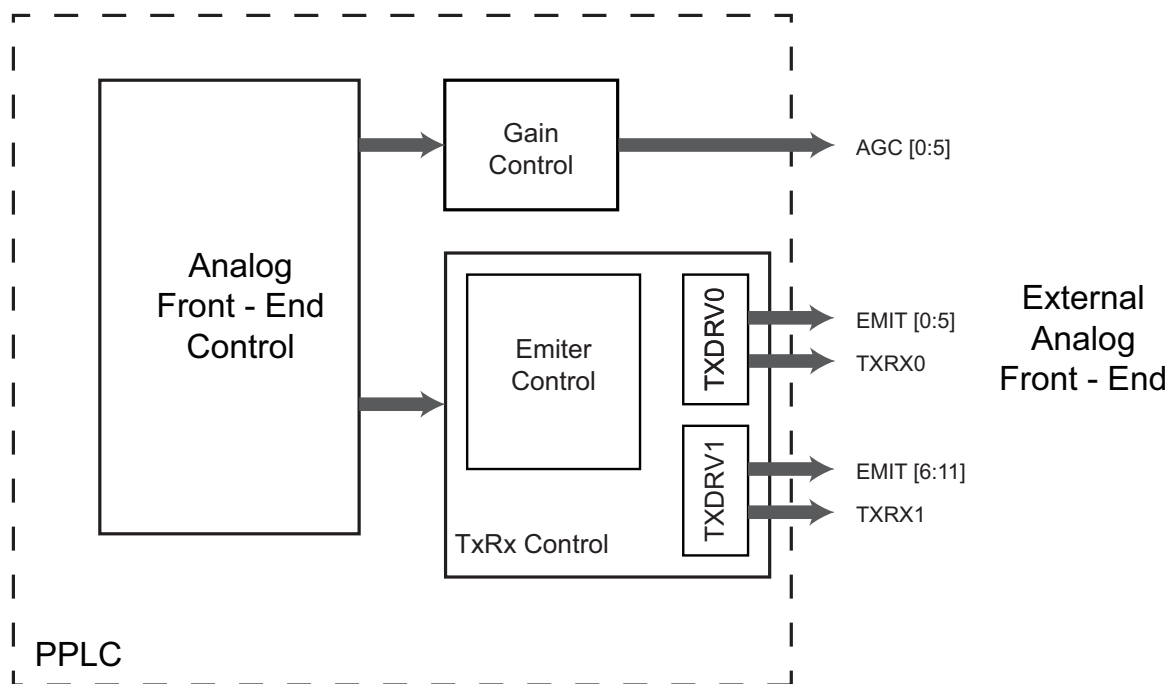 Gain
Control
AGC [0:5]
Analog
Front - End
Control
Emiter
Control
TXDRV0
EMIT [0:5]
TXRX0
External
Analog
Front - End
TXDRV1
EMIT [6:11]
TXRX1
TxRx Control
PPLC